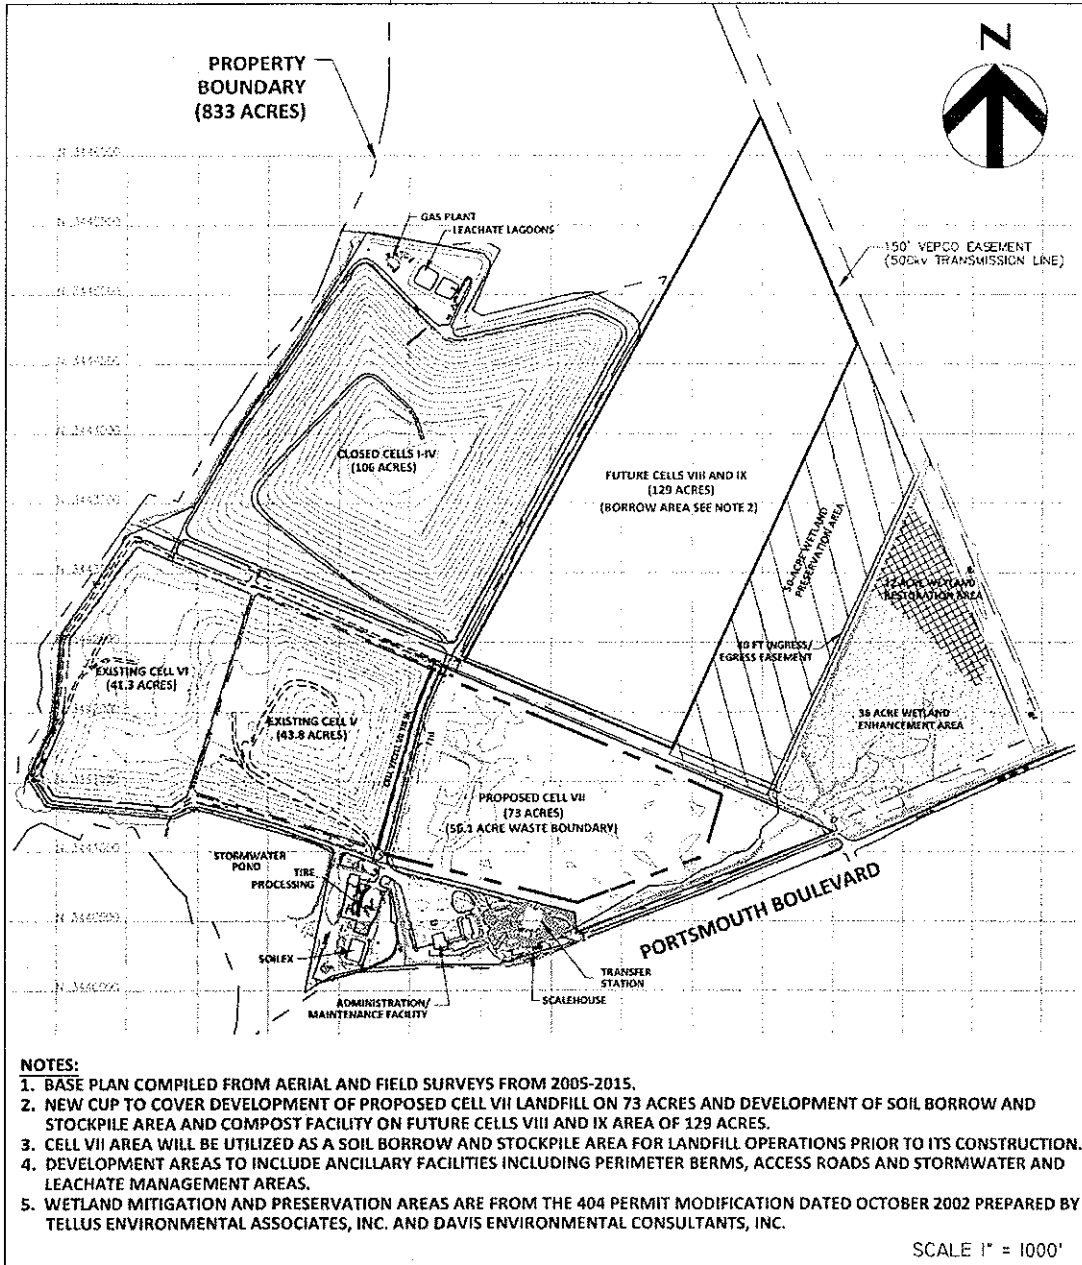 N
PROPERTY
BOUNDARY
(833 ACRES)
GAS PLANT
LEACHATE LAGOONS
150' VEPCO EASEMENT
(500kv TRANSMISSION LINE)
CLOSED CELLS I-IV
(106 ACRES)
FUTURE CELLS VIII AND IX
(129 ACRES)
(BORROW AREA SEE NOTE 2)
WETLAND
PRESERVATION AREA
ACRE WETLAND
RESTORATION AREA
FT INGRESS/
EGRESS EASEMENT
EXISTING CELL VI
(41.3 ACRES)
EXISTING CELL V
(43.8 ACRES)
ACRE WETLAND
ENHANCEMENT AREA
PROPOSED CELL VII
(73 ACRES)
ACRE WASTE BOUNDARY)
STORMWATER
POND
TIRE
PROCESSING
PORTSMOUTH BOULEVARD
SOILEX
TRANSFER
STATION
SCALEHOUSE
ADMINISTRATION/
MAINTENANCE FACILITY
NOTES:
1. BASE PLAN COMPILED FROM AERIAL AND FIELD SURVEYS FROM 2005-2015.
2. NEW CUP TO COVER DEVELOPMENT OF PROPOSED CELL VII LANDFILL ON 73 ACRES AND DEVELOPMENT OF SOIL BORROW AND
STOCKPILE AREA AND COMPOST FACILITY ON FUTURE CELLS VIII AND IX AREA OF 129 ACRES.
3. CELL VII AREA WILL BE UTILIZED AS A SOIL BORROW AND STOCKPILE AREA FOR LANDFILL OPERATIONS PRIOR TO ITS CONSTRUCTION.
4. DEVELOPMENT AREAS TO INCLUDE ANCILLARY FACILITIES INCLUDING PERIMETER BERMS, ACCESS ROADS AND STORMWATER AND
LEACHATE MANAGEMENT AREAS.
5. WETLAND MITIGATION AND PRESERVATION AREAS ARE FROM THE 404 PERMIT MODIFICATION DATED OCTOBER 2002 PREPARED BY
TELLUS ENVIRONMENTAL ASSOCIATES, INC. AND DAVIS ENVIRONMENTAL CONSULTANTS, INC.
SCALE 1" = 1000'